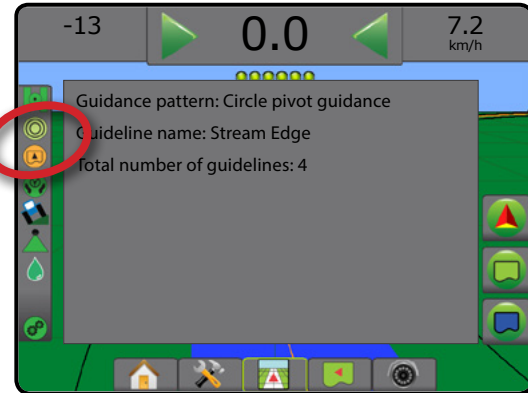 -13
0.0
7.2
km/h
Guidance pattern: Circle pivot guidance
Guideline name: Stream Edge
Total number of guidelines: 4